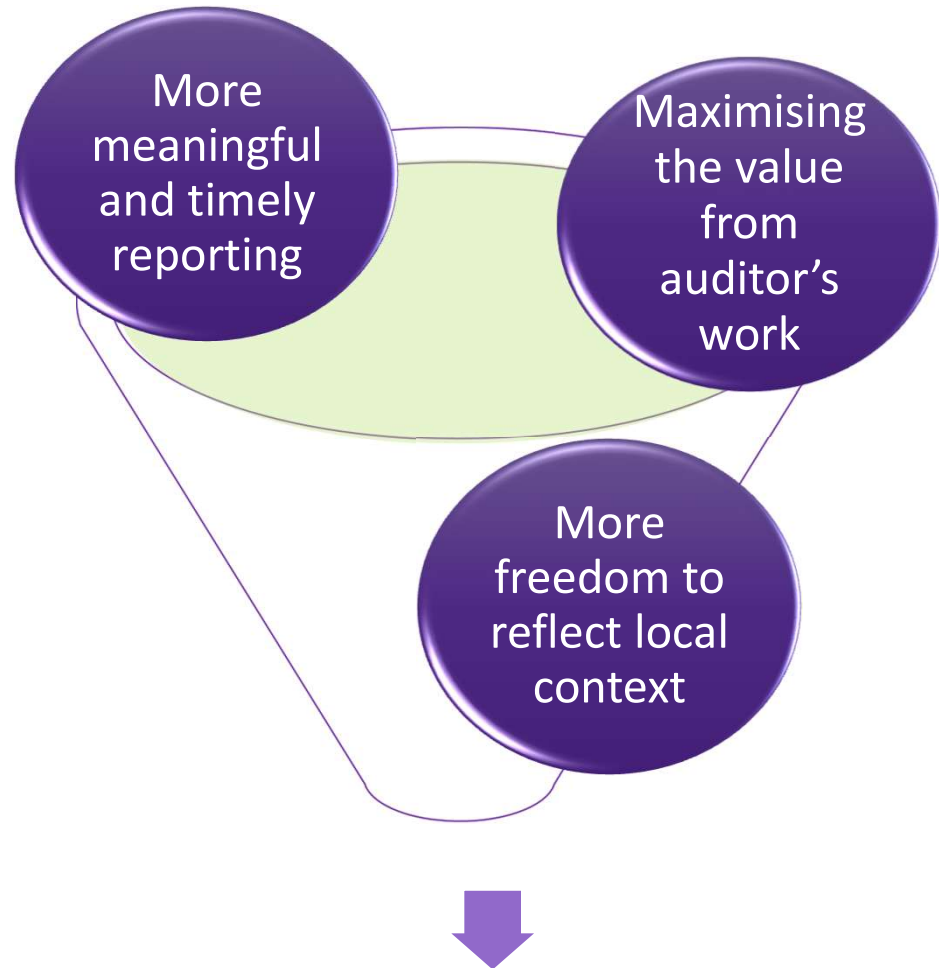 More
meaningful
and timely
reporting
Maximising
the value
from
auditor’s
work
More
freedom to
reflect local
context